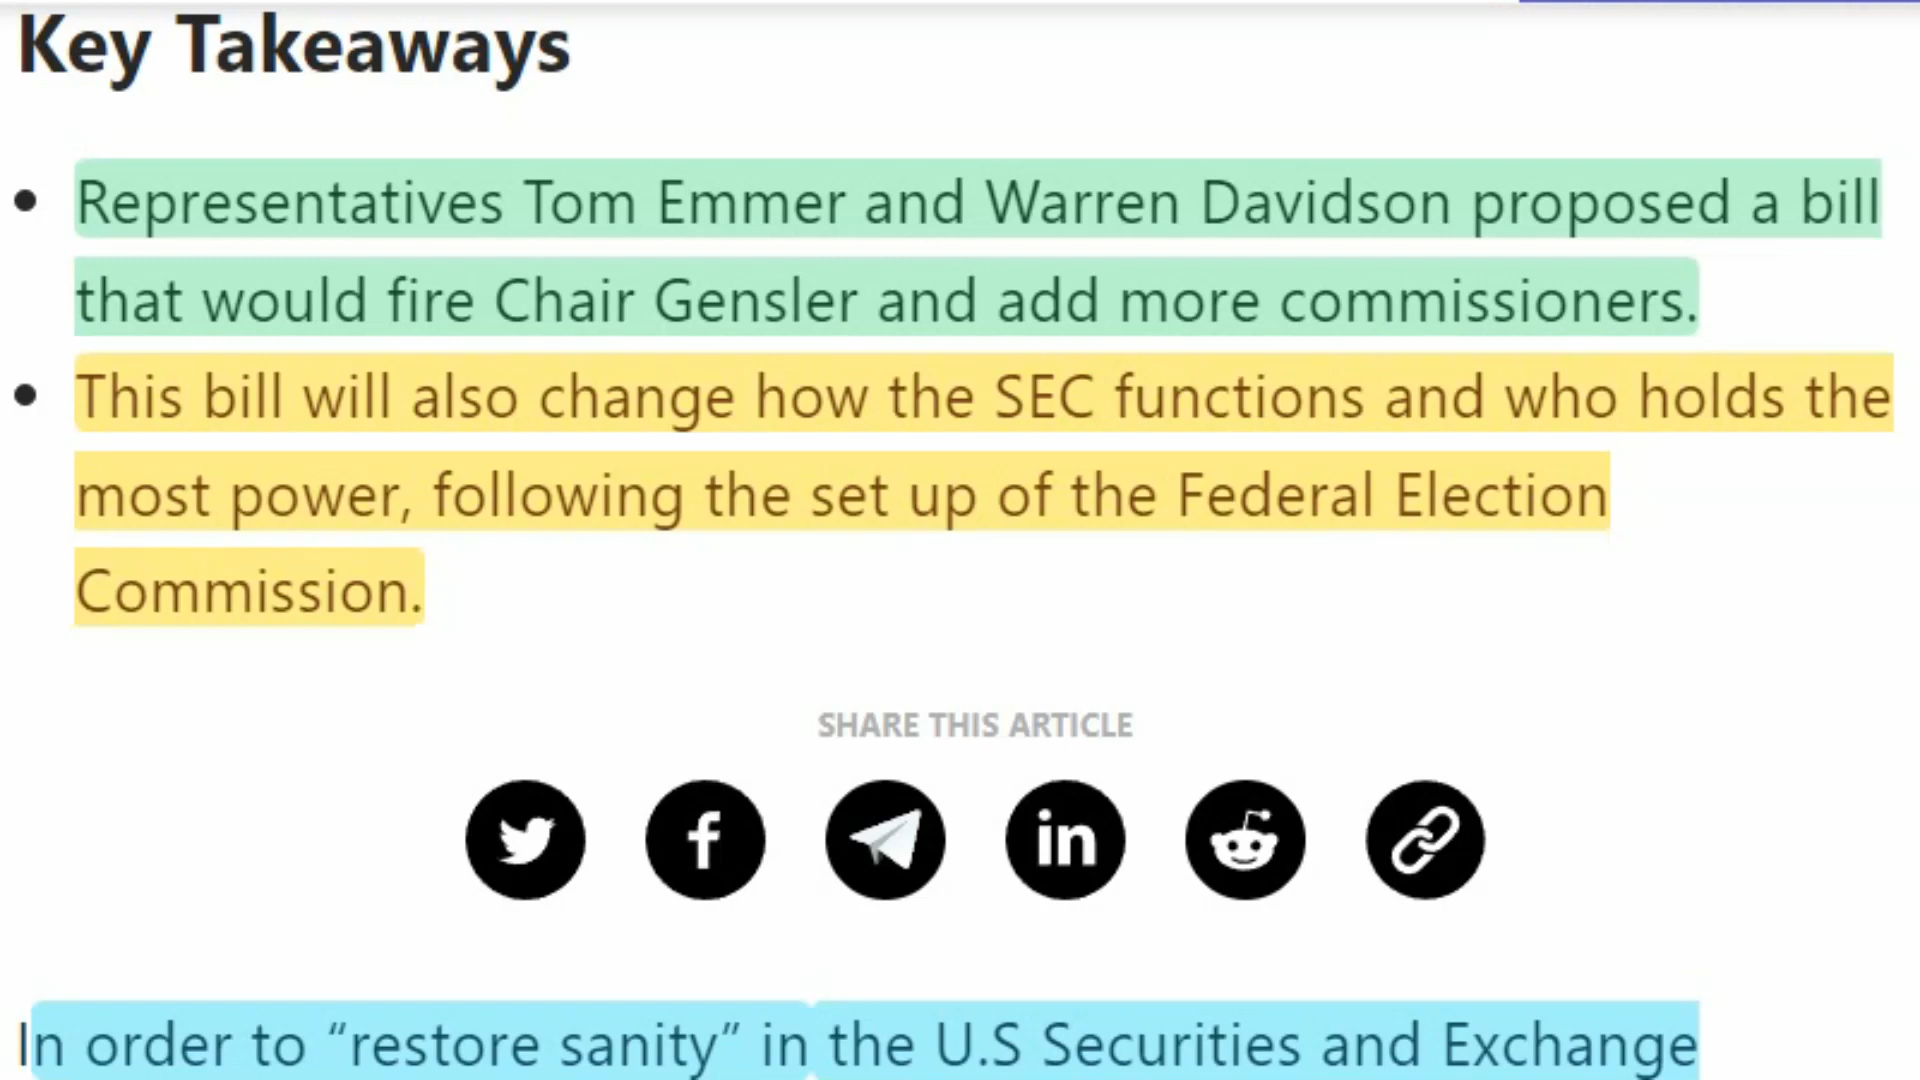 Key Takeaways
Representatives Tom Emmer and Warren Davidson proposed a bill
that would fire Chair Gensler and add more commissioners.
This bill will also change how the SEC functions and who holds the
most power, following the set up of the Federal Election
Commission.
SHARE THIS ARTICLE
In order to “restore sanity” in the U.S Securities and Exchange